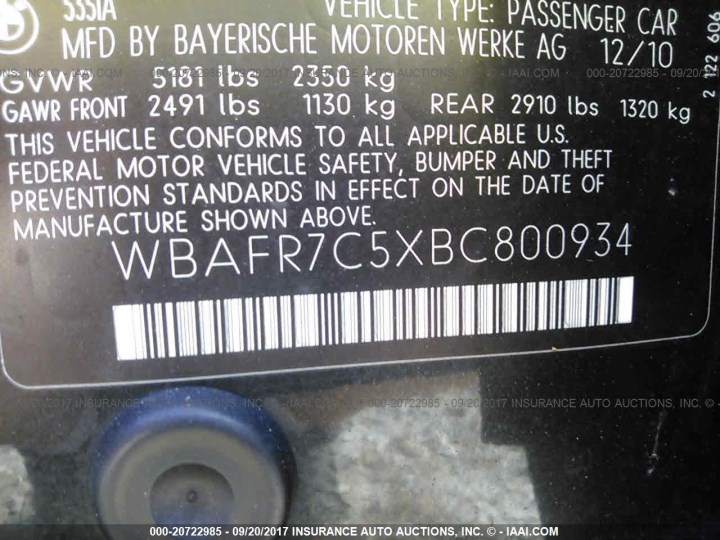 535IA VEHICLE TYPE: PASSENGER CAR
MFD BY BAYERISCHE MOTOREN WERKE AG 12/10
GVWR 5181 lbs 2350 kg
GAWR FRONT 2491 lbs 1130 kg REAR 2910 lbs 1320 kg
THIS VEHICLE CONFORMS TO ALL APPLICABLE U.S.
FEDERAL MOTOR VEHICLE SAFETY, BUMPER AND THEFT
PREVENTION STANDARDS IN EFFECT ON THE DATE OF
MANUFACTURE SHOWN ABOVE.
WBAFR7C5XBC800934
2 122 606
000-20722985 - 09/20/2017 INSURANCE AUTO AUCTIONS, INC. © - IAAI.COM